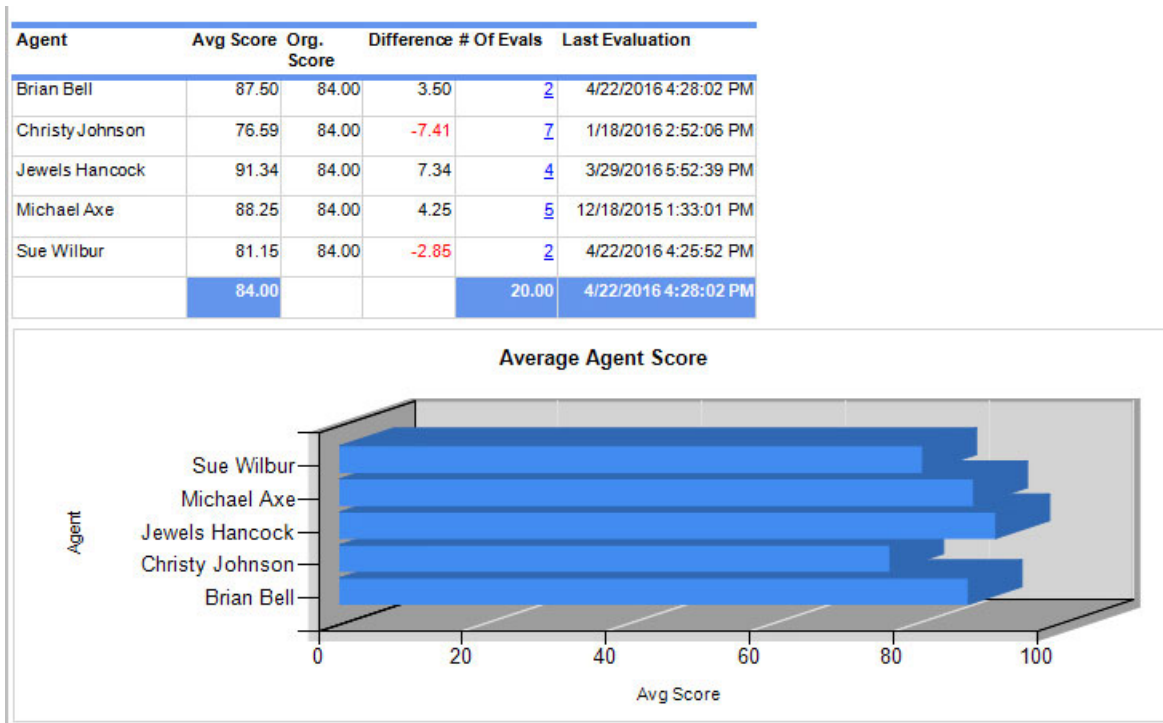 Agent Avg Score Org. Score Difference # Of Evals Last Evaluation
Brian Bell 87.50 84.00 3.50 2 4/22/2016 4:28:02 PM
Christy Johnson 76.59 84.00 -7.41 7 1/18/2016 2:52:06 PM
Jewels Hancock 91.34 84.00 7.34 4 3/29/2016 5:52:39 PM
Michael Axe 88.25 84.00 4.25 5 12/18/2015 1:33:01 PM
Sue Wilbur 81.15 84.00 -2.85 2 4/22/2016 4:25:52 PM
84.00 20.00 4/22/2016 4:28:02 PM
Average Agent Score
Agent
Sue Wilbur
Michael Axe
Jewels Hancock
Christy Johnson
Brian Bell
0 20 40 60 80 100
Avg Score